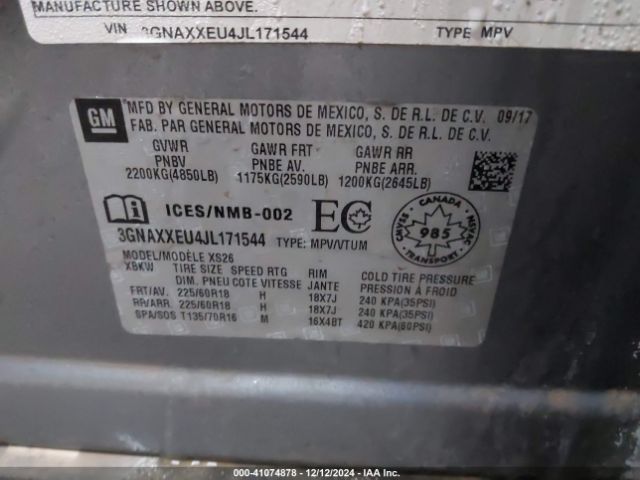 MANUFACTURE SHOWN ABOVE.
VIN 3GNAXXEU4JL171544 TYPE MPV
GM
MFD BY GENERAL MOTORS DE MEXICO, S. DE R.L. DE C.V. 09/17
FAB. PAR GENERAL MOTORS DE MEXICO, S. DE R.L. DE C.V.
GVWR GAWR FRT GAWR RR
PNBV PNBE AV. PNBE ARR.
2200KG(4850LB) 1175KG(2590LB) 1200KG(2645LB)
ICES/NMB-002 EC
CANADA
CMVSS 985 NSVAC
TRANSPORT
3GNAXXEU4JL171544 TYPE: MPV/VTUM
MODEL/MODÈLE XS26
XBKW TIRE SIZE SPEED RTG RIM COLD TIRE PRESSURE
DIM. PNEU COTE VITESSE JANTE PRESSION À FROID
FRT/AV. 225/60R18 H 18X7J 240 KPA(35PSI)
RR/ARR. 225/60R18 H 18X7J 240 KPA(35PSI)
SPA/SOS T135/70R16 M 16X4BT 420 KPA(60PSI)
000-41074878 - 12/12/2024 - IAA Inc.